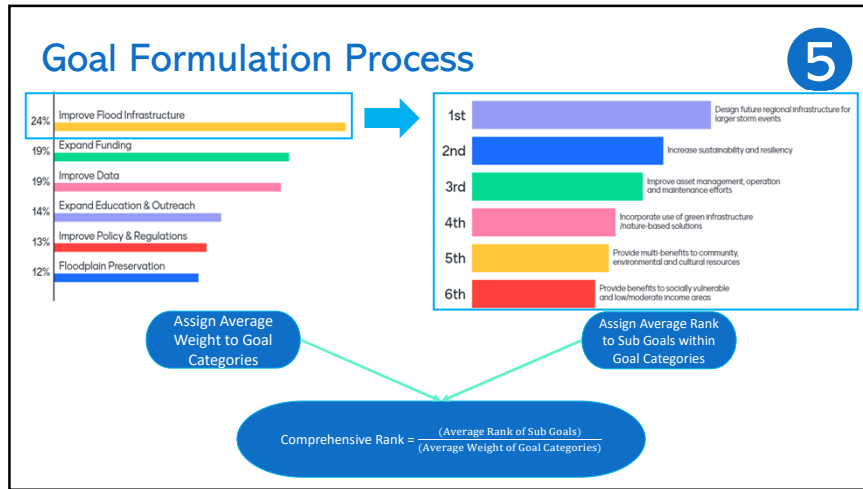 Goal Formulation Process
5
24%
Improve Flood Infrastructure
19%
Expand Funding
19%
Improve Data
14%
Expand Education & Outreach
13%
Improve Policy & Regulations
12%
Floodplain Preservation
1st
Design future regional infrastructure for
larger storm events
2nd
Increase sustainability and resiliency
3rd
Improve asset management, operation
and maintenance efforts
4th
Incorporate use of green infrastructure
/nature-based solutions
5th
Provide multi-benefits to community,
environmental and cultural resources
6th
Provide benefits to socially vulnerable
and low/moderate income areas
Assign Average
Weight to Goal
Categories
Assign Average Rank
to Sub Goals within
Goal Categories
Comprehensive Rank = (Average Rank of Sub Goals)
(Average Weight of Goal Categories)